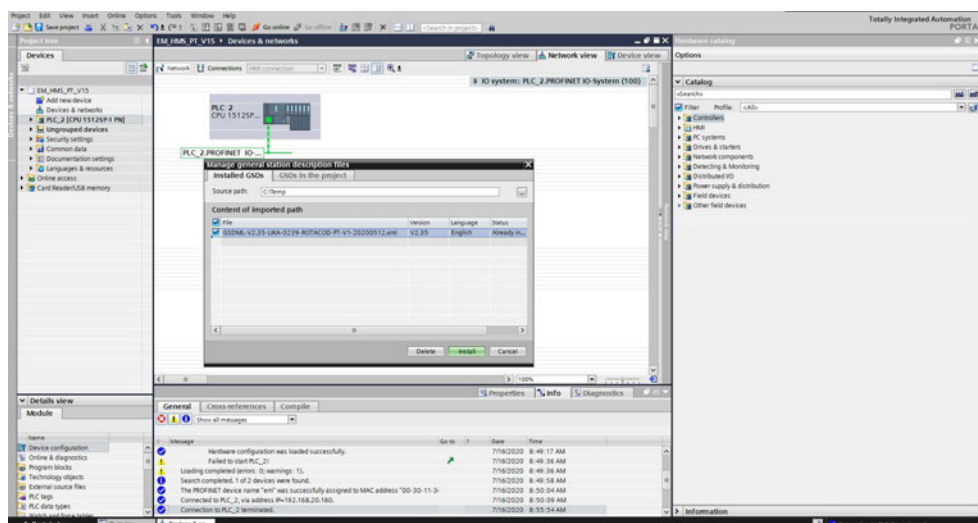 Project Edit View Insert Online Options Tools Window Help
Totally Integrated Automation
PORTAL
Save project
Go online
Go offline
<Search in project>
Project tree
EM_HMS_PT_V15 ▸ Devices & networks
Hardware catalog
Devices
Topology view
Network view
Device view
Options
Network
Connections
HMI connection
IO system: PLC_2.PROFINET IO-System (100)
Catalog
<Search>
Filter
Profile:
<All>
EM_HMS_PT_V15
Add new device
Devices & networks
PLC_2 [CPU 1512SP-1 PN]
Ungrouped devices
Security settings
Common data
Documentation settings
Languages & resources
Online access
Card Reader/USB memory
PLC_2
CPU 1512SP...
PLC_2.PROFINET IO-...
Controllers
HMI
PC systems
Drives & starters
Network components
Detecting & Monitoring
Distributed I/O
Power supply & distribution
Field devices
Other field devices
Manage general station description files
Installed GSDs
GSDs in the project
Source path:
C:\Temp
Content of imported path
File
Version
Language
Status
GSDML-V2.35-LIKA-0239-ROTACOD-PT-V1-20200512.xml
V2.35
English
Already in...
Delete
Install
Cancel
100%
Properties
Info
Diagnostics
Details view
Module
General
Cross-references
Compile
Show all messages
Name
Device configuration
Online & diagnostics
Program blocks
Technology objects
External source files
PLC tags
PLC data types
Watch and force tables
! Message
Go to
?
Date
Time
Hardware configuration was loaded successfully.
7/16/2020 8:49:17 AM
Failed to start PLC_2!
7/16/2020 8:49:36 AM
Loading completed (errors: 0; warnings: 1).
7/16/2020 8:49:36 AM
Search completed. 1 of 2 devices were found.
7/16/2020 8:49:58 AM
The PROFINET device name "em" was successfully assigned to MAC address "00-30-11-3-
7/16/2020 8:50:04 AM
Connected to PLC_2, via address IP=192.168.20.180.
7/16/2020 8:50:09 AM
Connection to PLC_2 terminated.
7/16/2020 8:55:54 AM
Information